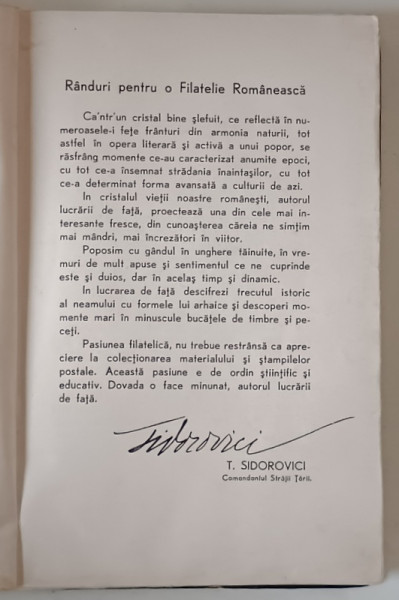 Rânduri pentru o Filatelie Românească
Ca'ntr'un cristal bine șlefuit, ce reflectă în nu-
meroasele-i fețe frânturi din armonia naturii, tot
astfel în opera literară și activă a unui popor, se
răsfrâng momente ce-au caracterizat anumite epoci,
cu tot ce-a însemnat strădania înaintașilor, cu tot
ce-a determinat forma avansată a culturii de azi.
În cristalul vieții noastre românești, autorul
lucrării de față, proectează una din cele mai in-
teresante fresce, din cunoașterea căreia ne simțim
mai mândri, mai încrezători în viitor.
Poposim cu gândul în unghere tăinuite, în vre-
muri de mult apuse și sentimentul ce ne cuprinde
este și duios, dar în acelaș timp și dinamic.
În lucrarea de față descifrezi trecutul istoric
al neamului cu formele lui arhaice și descoperi mo-
mente mari în minuscule bucățele de timbre și pe-
ceți.
Pasiunea filatelică, nu trebue restrânsă ca apre-
ciere la colecționarea materialului și ștampilelor
postale. Această pasiune e de ordin științific și
educativ. Dovada o face minunat, autorul lucrării
de față.
Sidorovici
T. SIDOROVICI
Comandantul Străjii Țării.